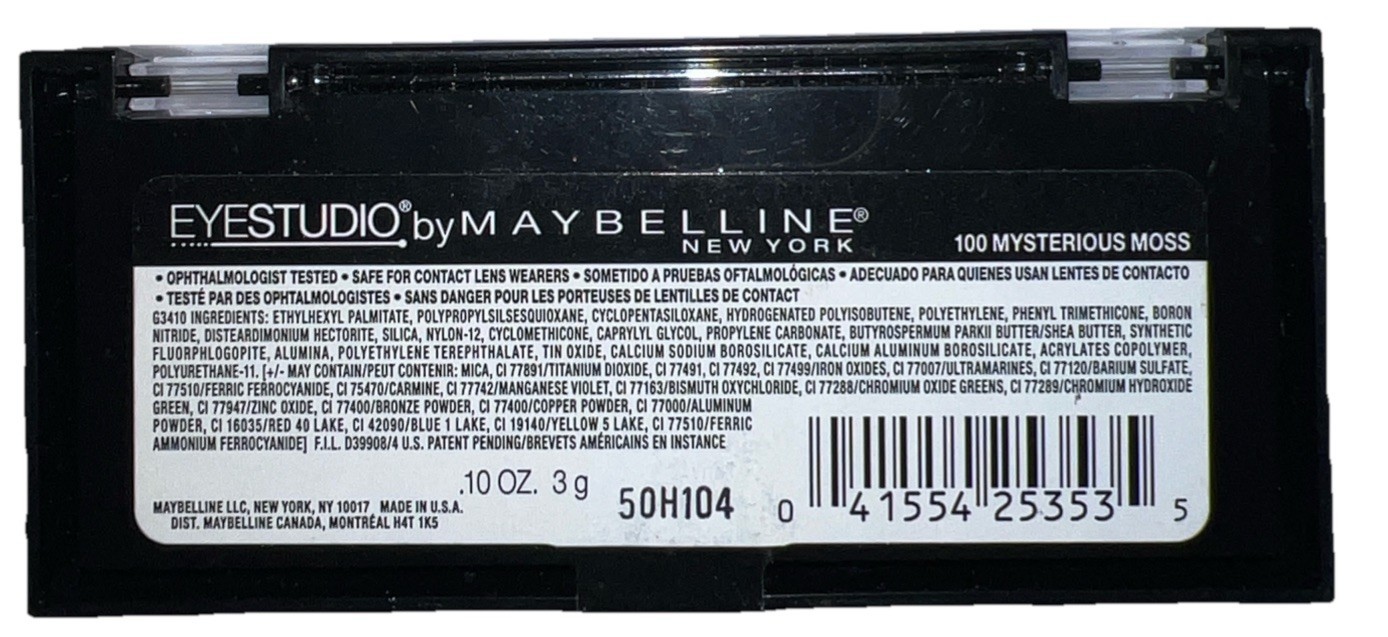 EYESTUDIO® by MAYBELLINE®
NEW YORK
100 MYSTERIOUS MOSS
• OPHTHALMOLOGIST TESTED • SAFE FOR CONTACT LENS WEARERS • SOMETIDO A PRUEBAS OFTALMOLÓGICAS • ADECUADO PARA QUIENES USAN LENTES DE CONTACTO
• TESTÉ PAR DES OPHTALMOLOGISTES • SANS DANGER POUR LES PORTEUSES DE LENTILLES DE CONTACT
G3410 INGREDIENTS: ETHYLHEXYL PALMITATE, POLYPROPYLSILSESQUIOXANE, CYCLOPENTASILOXANE, HYDROGENATED POLYISOBUTENE, POLYETHYLENE, PHENYL TRIMETHICONE, BORON
NITRIDE, DISTEARDIMONIUM HECTORITE, SILICA, NYLON-12, CYCLOMETHICONE, CAPRYLYL GLYCOL, PROPYLENE CARBONATE, BUTYROSPERMUM PARKII BUTTER/SHEA BUTTER, SYNTHETIC
FLUORPHLOGOPITE, ALUMINA, POLYETHYLENE TEREPHTHALATE, TIN OXIDE, CALCIUM SODIUM BOROSILICATE, CALCIUM ALUMINUM BOROSILICATE, ACRYLATES COPOLYMER,
POLYURETHANE-11. [+/- MAY CONTAIN/PEUT CONTENIR: MICA, CI 77891/TITANIUM DIOXIDE, CI 77491, CI 77492, CI 77499/IRON OXIDES, CI 77007/ULTRAMARINES, CI 77120/BARIUM SULFATE,
CI 77510/FERRIC FERROCYANIDE, CI 75470/CARMINE, CI 77742/MANGANESE VIOLET, CI 77163/BISMUTH OXYCHLORIDE, CI 77288/CHROMIUM OXIDE GREENS, CI 77289/CHROMIUM HYDROXIDE
GREEN, CI 77947/ZINC OXIDE, CI 77400/BRONZE POWDER, CI 77400/COPPER POWDER, CI 77000/ALUMINUM
POWDER, CI 16035/RED 40 LAKE, CI 42090/BLUE 1 LAKE, CI 19140/YELLOW 5 LAKE, CI 77510/FERRIC
AMMONIUM FERROCYANIDE] F.I.L. D39908/4 U.S. PATENT PENDING/BREVETS AMÉRICAINS EN INSTANCE
.10 OZ. 3 g
MAYBELLINE LLC, NEW YORK, NY 10017 MADE IN U.S.A.
DIST. MAYBELLINE CANADA, MONTRÉAL H4T 1K5
50H104
0 41554 25353 5